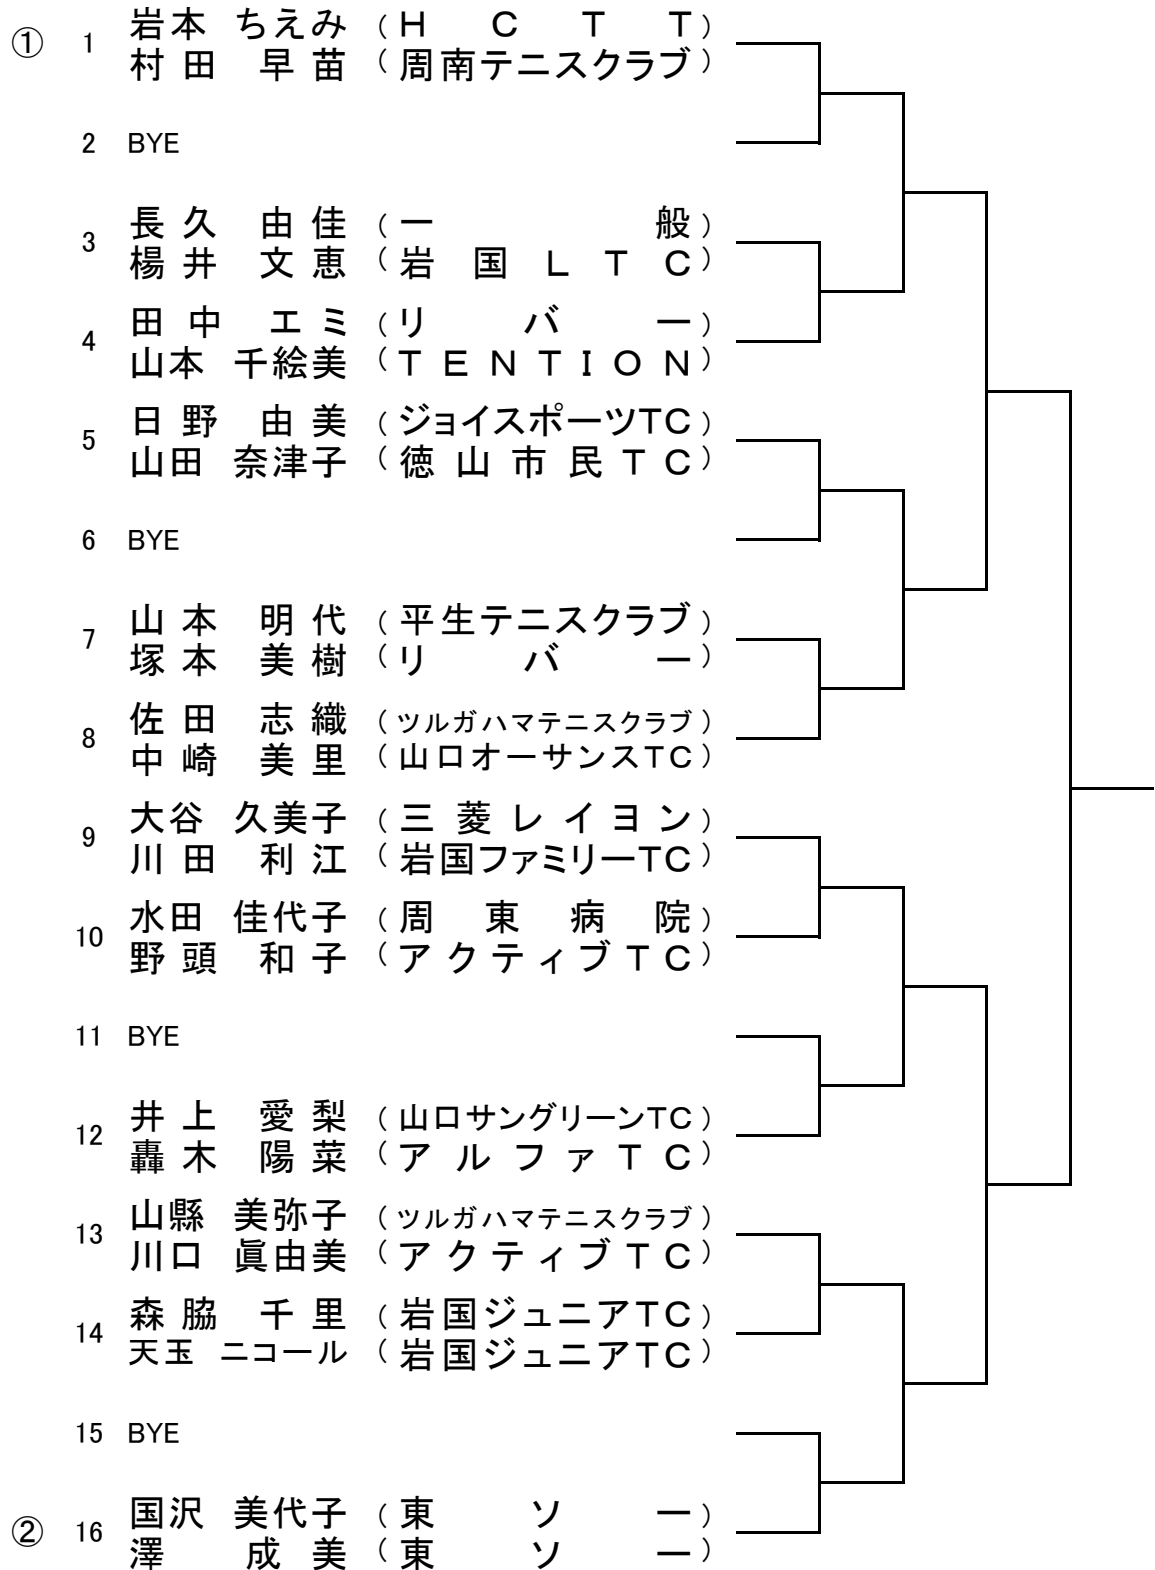 ① 1 岩本 ちえみ (H C T T)
村田 早苗 (周南テニスクラブ)
2 BYE
3 長久 由佳 (一般)
楊井 文恵 (岩国LTC)
4 田中 エミ (リバー)
山本 千絵美 (TENTION)
5 日野 由美 (ジョイスポーツTC)
山田 奈津子 (徳山市民TC)
6 BYE
7 山本 明代 (平生テニスクラブ)
塚本 美樹 (リバー)
8 佐田 志織 (ツルガハマテニスクラブ)
中崎 美里 (山口オーサンスTC)
9 大谷 久美子 (三菱レイヨン)
川田 利江 (岩国ファミリーTC)
10 水田 佳代子 (周東病院)
野頭 和子 (アクティブTC)
11 BYE
12 井上 愛梨 (山口サングリーンTC)
轟木 陽菜 (アルファTC)
13 山縣 美弥子 (ツルガハマテニスクラブ)
川口 眞由美 (アクティブTC)
14 森脇 千里 (岩国ジュニアTC)
天玉 ニコール (岩国ジュニアTC)
15 BYE
② 16 国沢 美代子 (東ソー)
澤 成美 (東ソー)